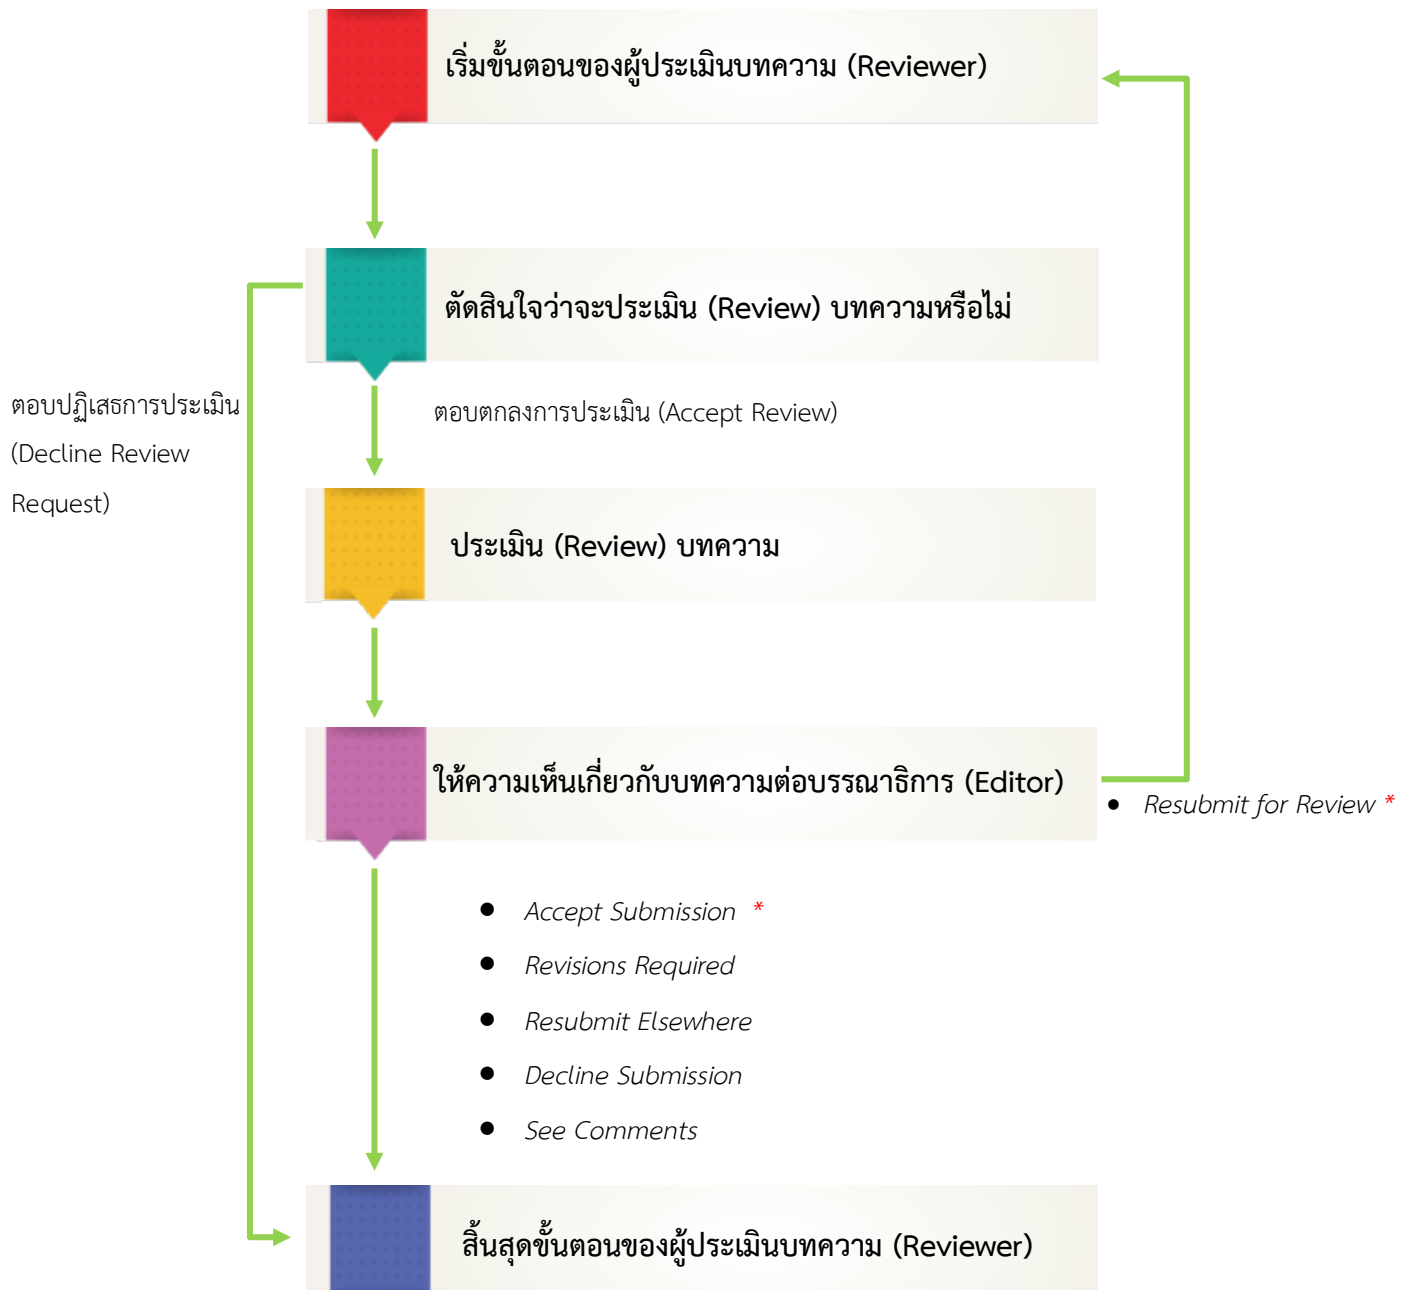 เริ่มขั้นตอนของผู้ประเมินบทความ (Reviewer)
ตัดสินใจว่าจะประเมิน (Review) บทความหรือไม่
ตอบปฏิเสธการประเมิน
(Decline Review
Request)
ตอบตกลงการประเมิน (Accept Review)
ประเมิน (Review) บทความ
ให้ความเห็นเกี่ยวกับบทความต่อบรรณาธิการ (Editor)
• Resubmit for Review *
• Accept Submission *
• Revisions Required
• Resubmit Elsewhere
• Decline Submission
• See Comments
สิ้นสุดขั้นตอนของผู้ประเมินบทความ (Reviewer)